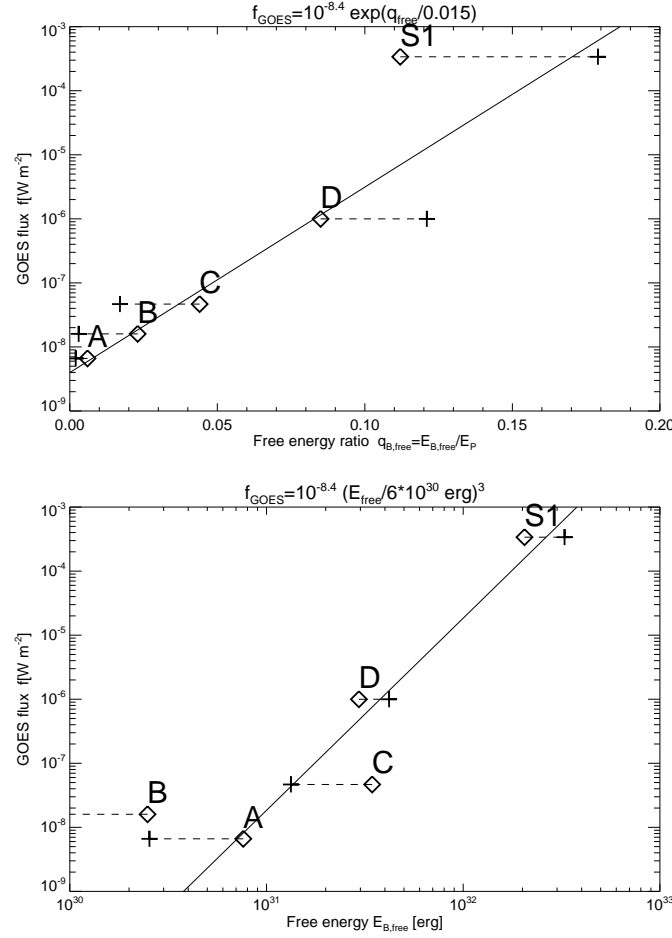 f_GOES=10^-8.4 exp(q_free/0.015)
10^-3
S1
10^-4
10^-5
GOES flux f[W m^-2]
D
10^-6
C
10^-7
B
A
10^-8
10^-9
0.00 0.05 0.10 0.15 0.20
Free energy ratio q_B,free=E_B,free/E_P
f_GOES=10^-8.4 (E_free/6*10^30 erg)^3
10^-3
S1
10^-4
10^-5
GOES flux f[W m^-2]
D
10^-6
C
10^-7
B
A
10^-8
10^-9
10^30 10^31 10^32 10^33
Free energy E_B,free [erg]